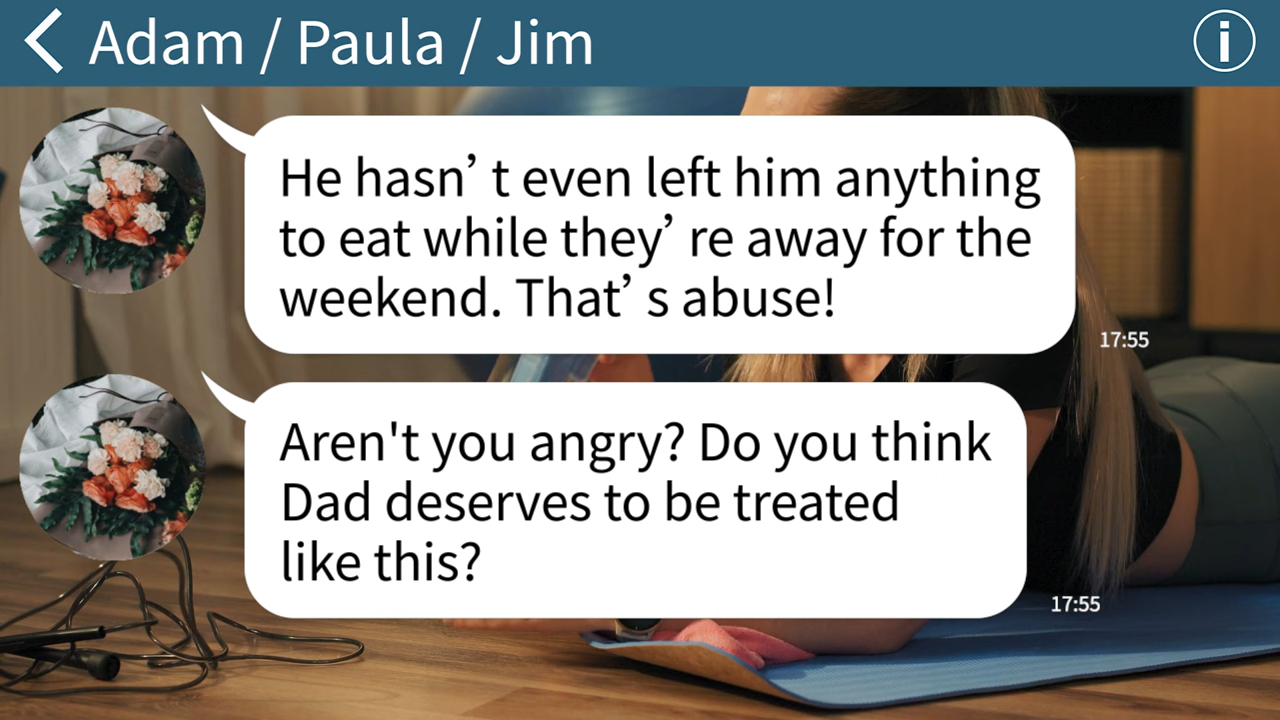 Adam / Paula / Jim
He hasn’ t even left him anything
to eat while they’ re away for the
weekend. That’ s abuse!
17:55
Aren't you angry? Do you think
Dad deserves to be treated
like this?
17:55